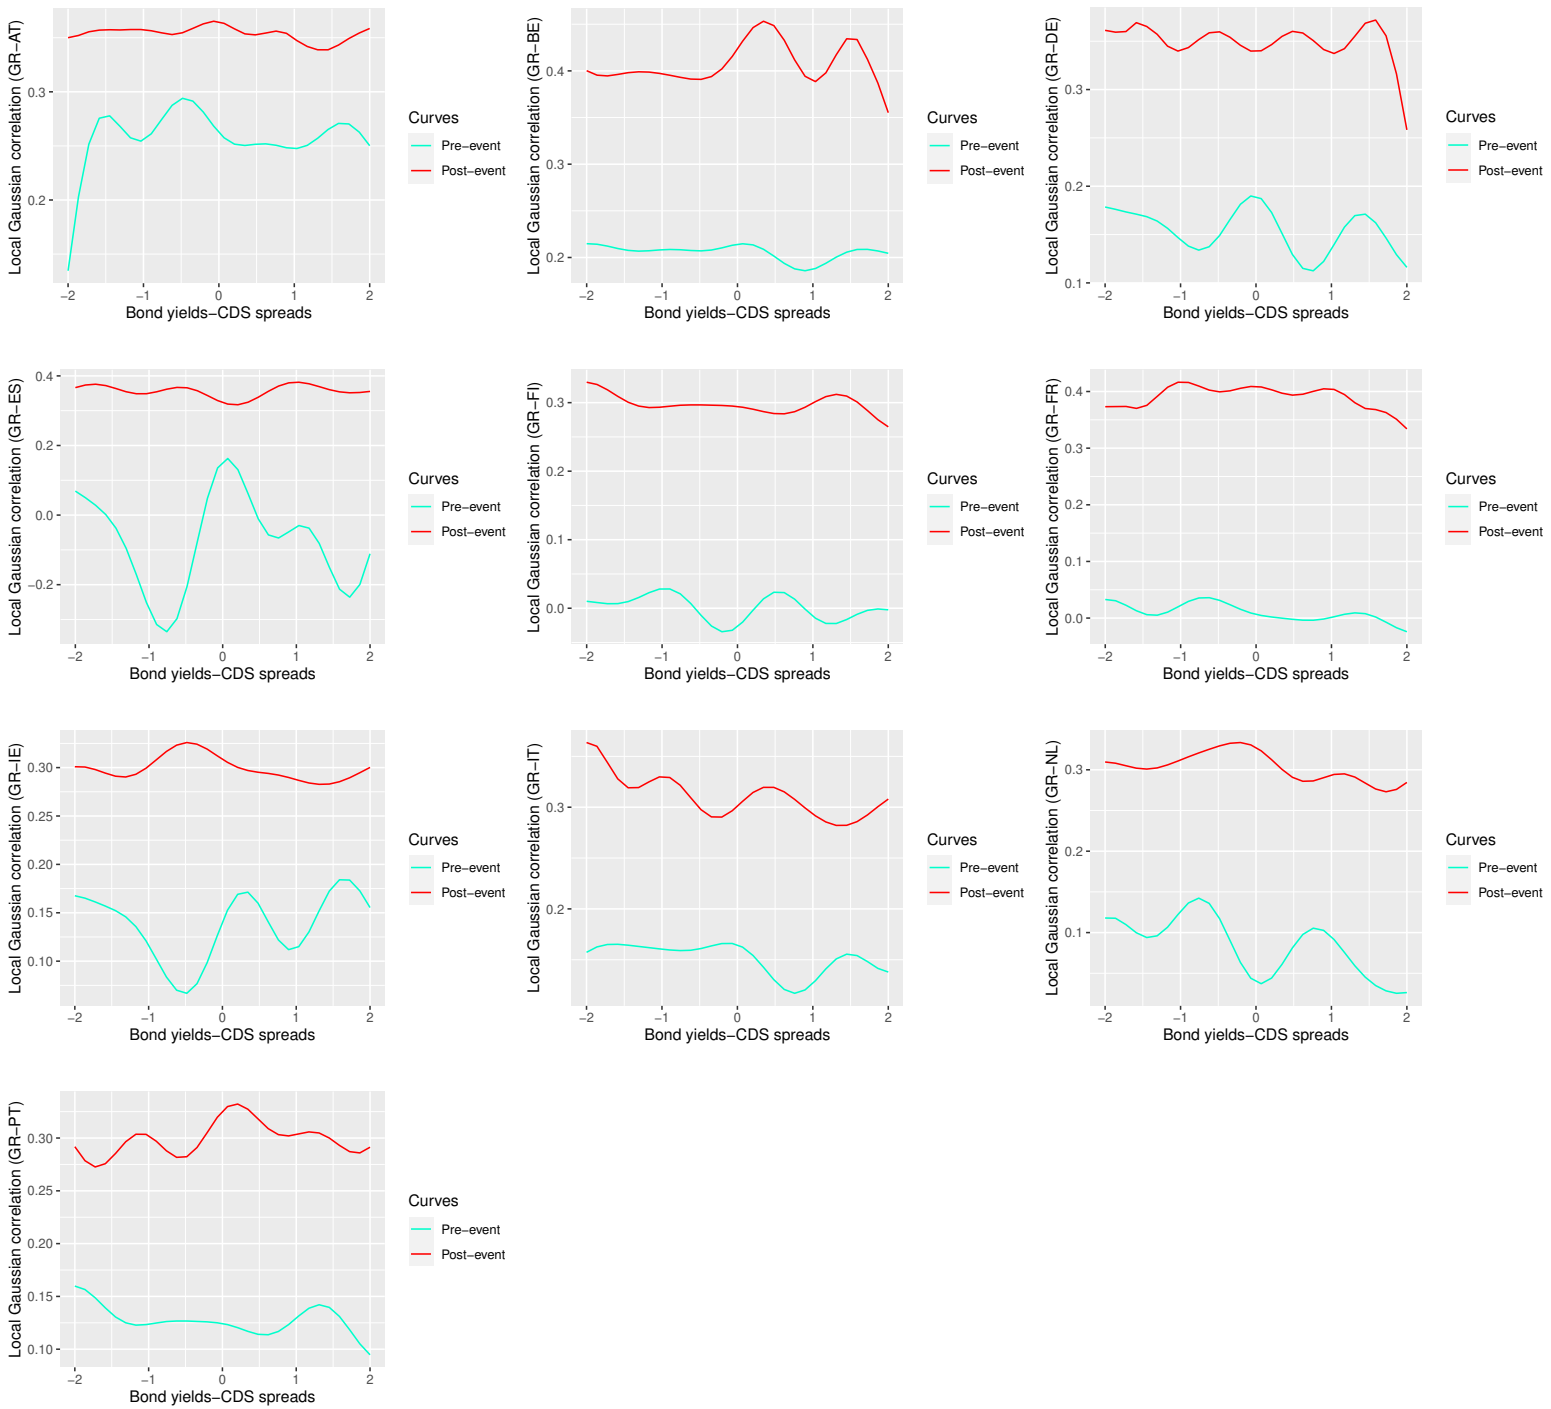 Local Gaussian correlation (GR−AT)
0.3
0.2
−2 −1 0 1 2
Bond yields−CDS spreads
Curves
Pre−event
Post−event
Local Gaussian correlation (GR−BE)
0.4
0.3
0.2
−2 −1 0 1 2
Bond yields−CDS spreads
Curves
Pre−event
Post−event
Local Gaussian correlation (GR−DE)
0.3
0.2
0.1
−2 −1 0 1 2
Bond yields−CDS spreads
Curves
Pre−event
Post−event
Local Gaussian correlation (GR−ES)
0.4
0.2
0.0
−0.2
−2 −1 0 1 2
Bond yields−CDS spreads
Curves
Pre−event
Post−event
Local Gaussian correlation (GR−FI)
0.3
0.2
0.1
0.0
−2 −1 0 1 2
Bond yields−CDS spreads
Curves
Pre−event
Post−event
Local Gaussian correlation (GR−FR)
0.4
0.3
0.2
0.1
0.0
−2 −1 0 1 2
Bond yields−CDS spreads
Curves
Pre−event
Post−event
Local Gaussian correlation (GR−IE)
0.30
0.25
0.20
0.15
0.10
−2 −1 0 1 2
Bond yields−CDS spreads
Curves
Pre−event
Post−event
Local Gaussian correlation (GR−IT)
0.3
0.2
−2 −1 0 1 2
Bond yields−CDS spreads
Curves
Pre−event
Post−event
Local Gaussian correlation (GR−NL)
0.3
0.2
0.1
−2 −1 0 1 2
Bond yields−CDS spreads
Curves
Pre−event
Post−event
Local Gaussian correlation (GR−PT)
0.30
0.25
0.20
0.15
0.10
−2 −1 0 1 2
Bond yields−CDS spreads
Curves
Pre−event
Post−event